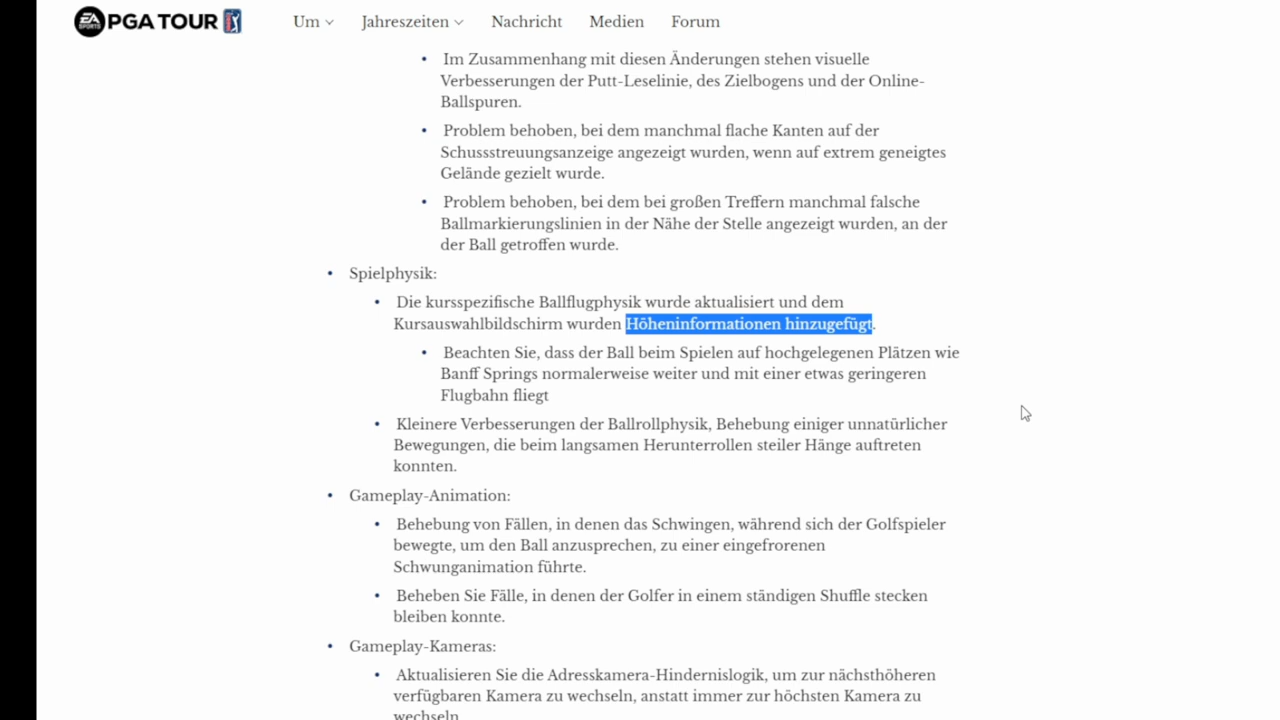 EA SPORTS PGA TOUR Um Jahreszeiten Nachricht Medien Forum
• Im Zusammenhang mit diesen Änderungen stehen visuelle
Verbesserungen der Putt-Leselinie, des Zielbogens und der Online-
Ballspuren.
• Problem behoben, bei dem manchmal flache Kanten auf der
Schussstreuungsanzeige angezeigt wurden, wenn auf extrem geneigtes
Gelände gezielt wurde.
• Problem behoben, bei dem bei großen Treffern manchmal falsche
Ballmarkierungslinien in der Nähe der Stelle angezeigt wurden, an der
der Ball getroffen wurde.
• Spielphysik:
• Die kursspezifische Ballflugphysik wurde aktualisiert und dem
Kursauswahlbildschirm wurden Höheninformationen hinzugefügt.
• Beachten Sie, dass der Ball beim Spielen auf hochgelegenen Plätzen wie
Banff Springs normalerweise weiter und mit einer etwas geringeren
Flugbahn fliegt
• Kleinere Verbesserungen der Ballrollphysik, Behebung einiger unnatürlicher
Bewegungen, die beim langsamen Herunterrollen steiler Hänge auftreten
konnten.
• Gameplay-Animation:
• Behebung von Fällen, in denen das Schwingen, während sich der Golfspieler
bewegte, um den Ball anzusprechen, zu einer eingefrorenen
Schwunganimation führte.
• Beheben Sie Fälle, in denen der Golfer in einem ständigen Shuffle stecken
bleiben konnte.
• Gameplay-Kameras:
• Aktualisieren Sie die Adresskamera-Hindernislogik, um zur nächsthöheren
verfügbaren Kamera zu wechseln, anstatt immer zur höchsten Kamera zu
wechseln